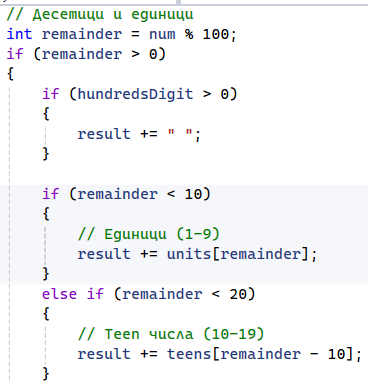 // Десетици и единици
int remainder = num % 100;
if (remainder > 0)
{
    if (hundredsDigit > 0)
    {
        result += " ";
    }

    if (remainder < 10)
    {
        // Единици (1-9)
        result += units[remainder];
    }
    else if (remainder < 20)
    {
        // Teen числа (10-19)
        result += teens[remainder - 10];
    }